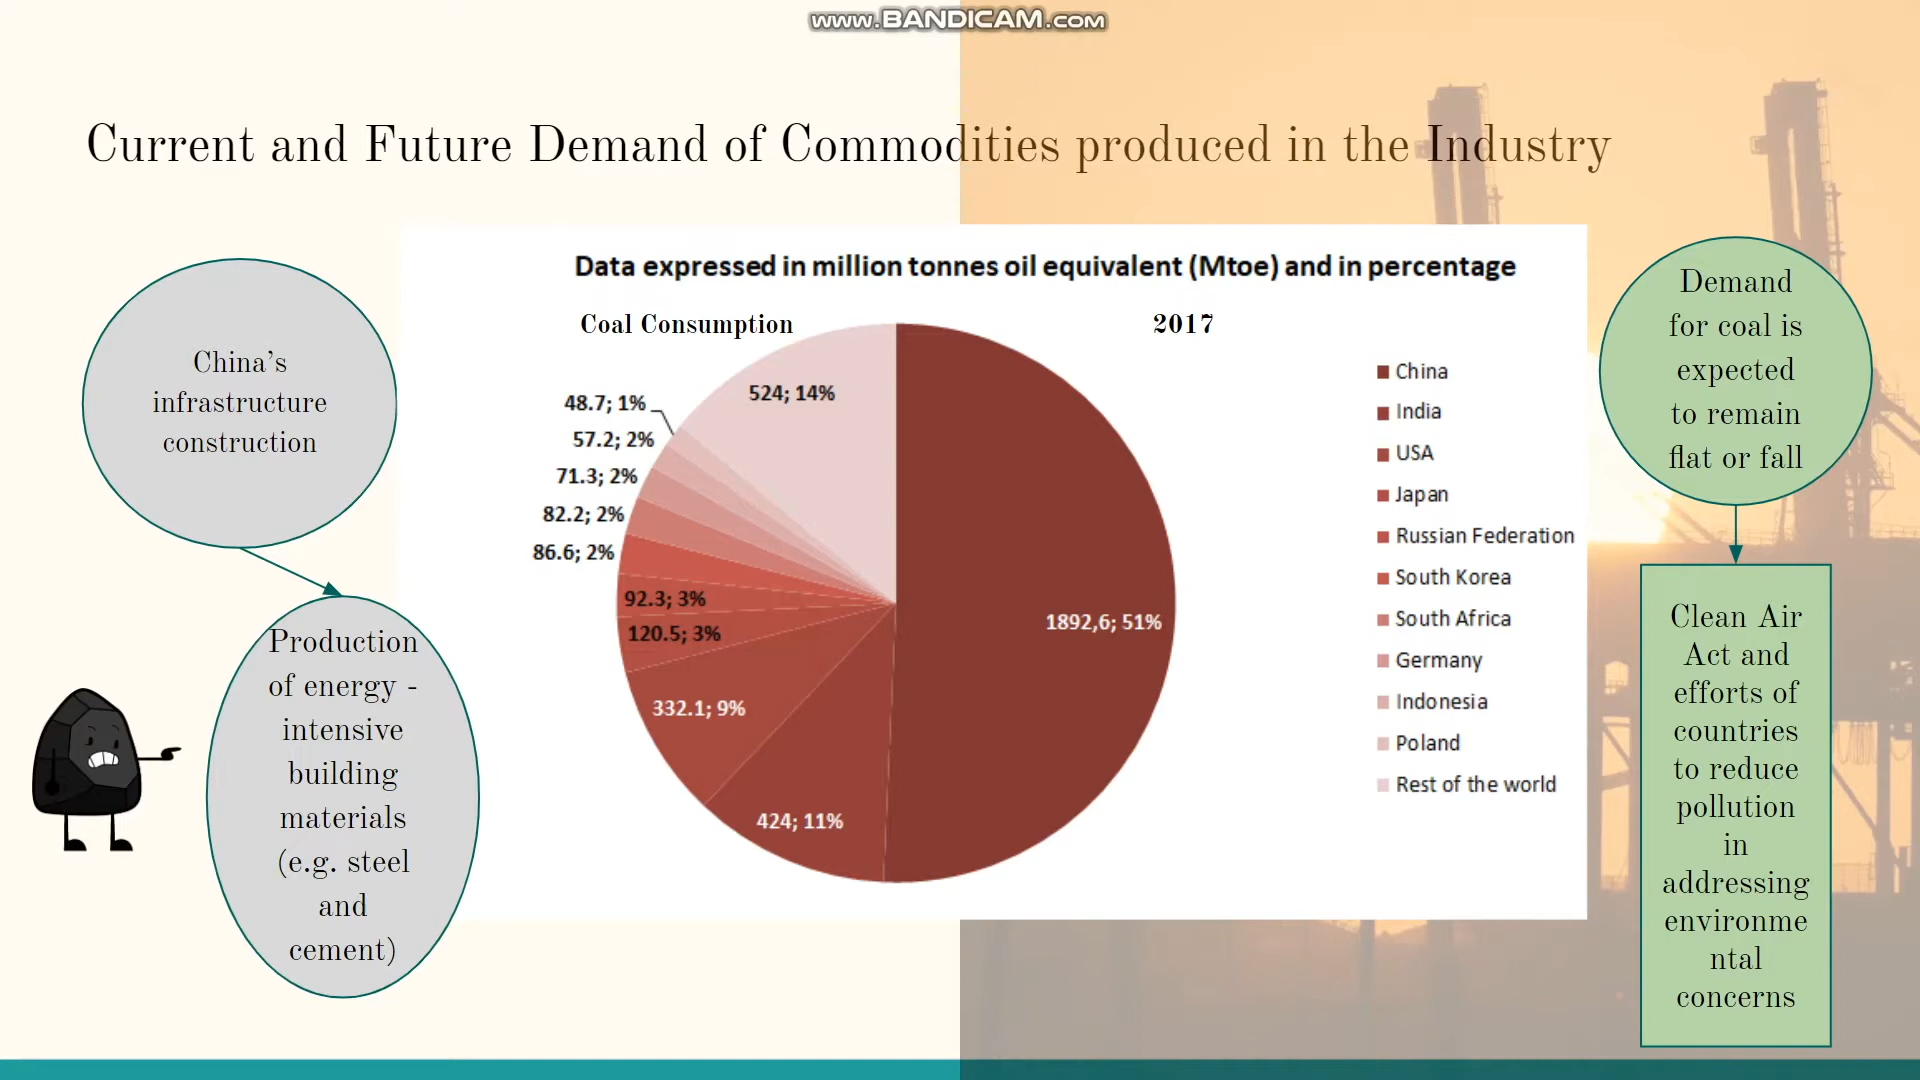 www.BANDICAM.com
Current and Future Demand of Commodities produced in the Industry
China’s
infrastructure
construction
Production
of energy -
intensive
building
materials
(e.g. steel
and
cement)
Data expressed in million tonnes oil equivalent (Mtoe) and in percentage
Coal Consumption
2017
524; 14%
48.7; 1%
57.2; 2%
71.3; 2%
82.2; 2%
86.6; 2%
92.3; 3%
120.5; 3%
332.1; 9%
424; 11%
1892,6; 51%
China
India
USA
Japan
Russian Federation
South Korea
South Africa
Germany
Indonesia
Poland
Rest of the world
Demand
for coal is
expected
to remain
flat or fall
Clean Air
Act and
efforts of
countries
to reduce
pollution
in
addressing
environme
ntal
concerns